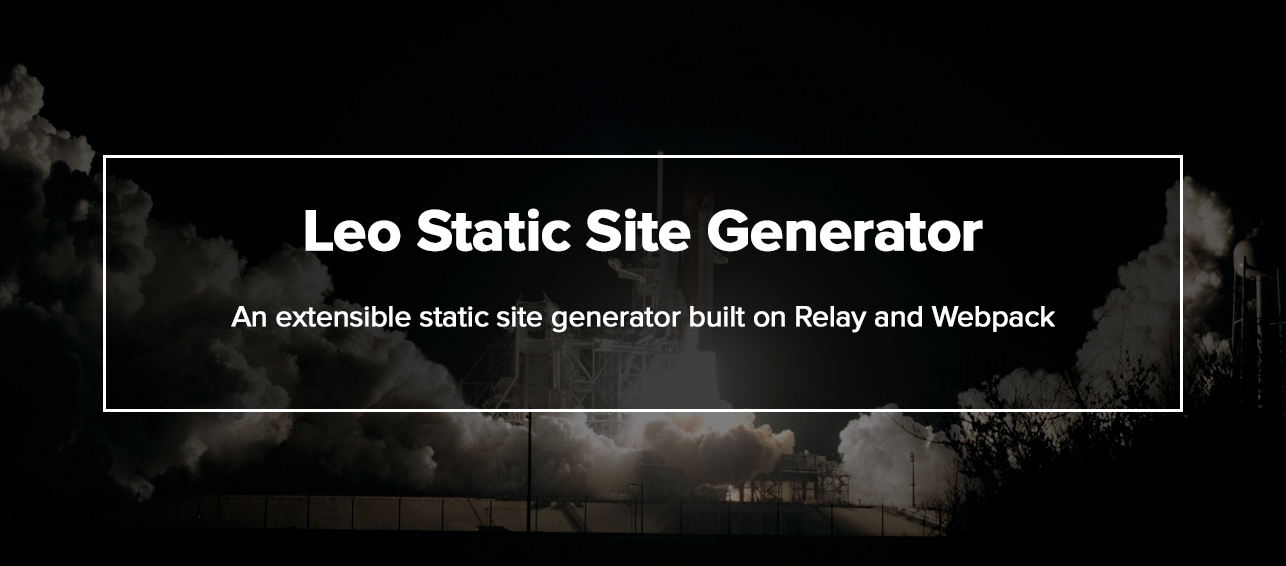 Leo Static Site Generator
An extensible static site generator built on Relay and Webpack